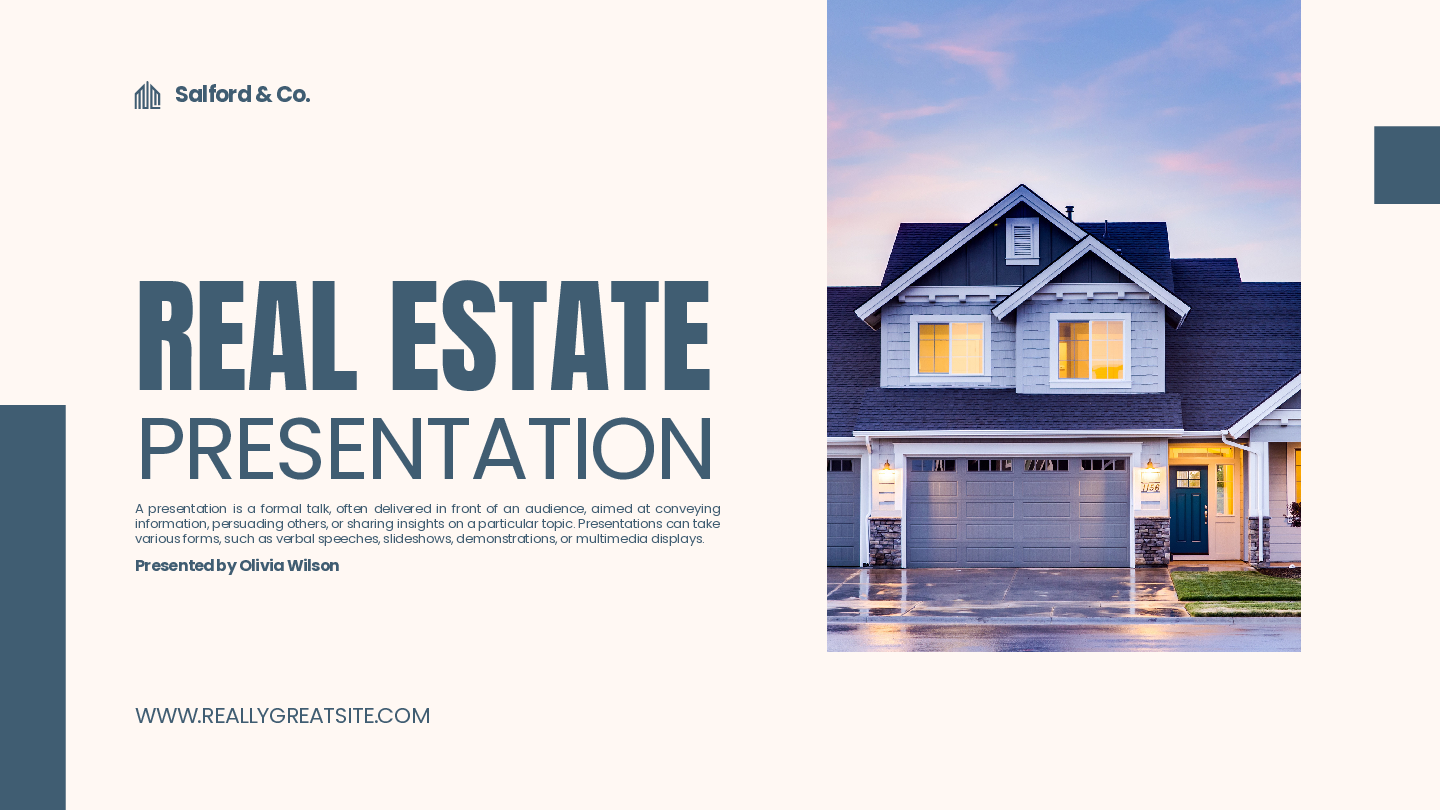 Salford & Co.
REAL ESTATE
PRESENTATION
A presentation is a formal talk, often delivered in front of an audience, aimed at conveying
information, persuading others, or sharing insights on a particular topic. Presentations can take
various forms, such as verbal speeches, slideshows, demonstrations, or multimedia displays.
Presented by Olivia Wilson
WWW.REALLYGREATSITE.COM
1156